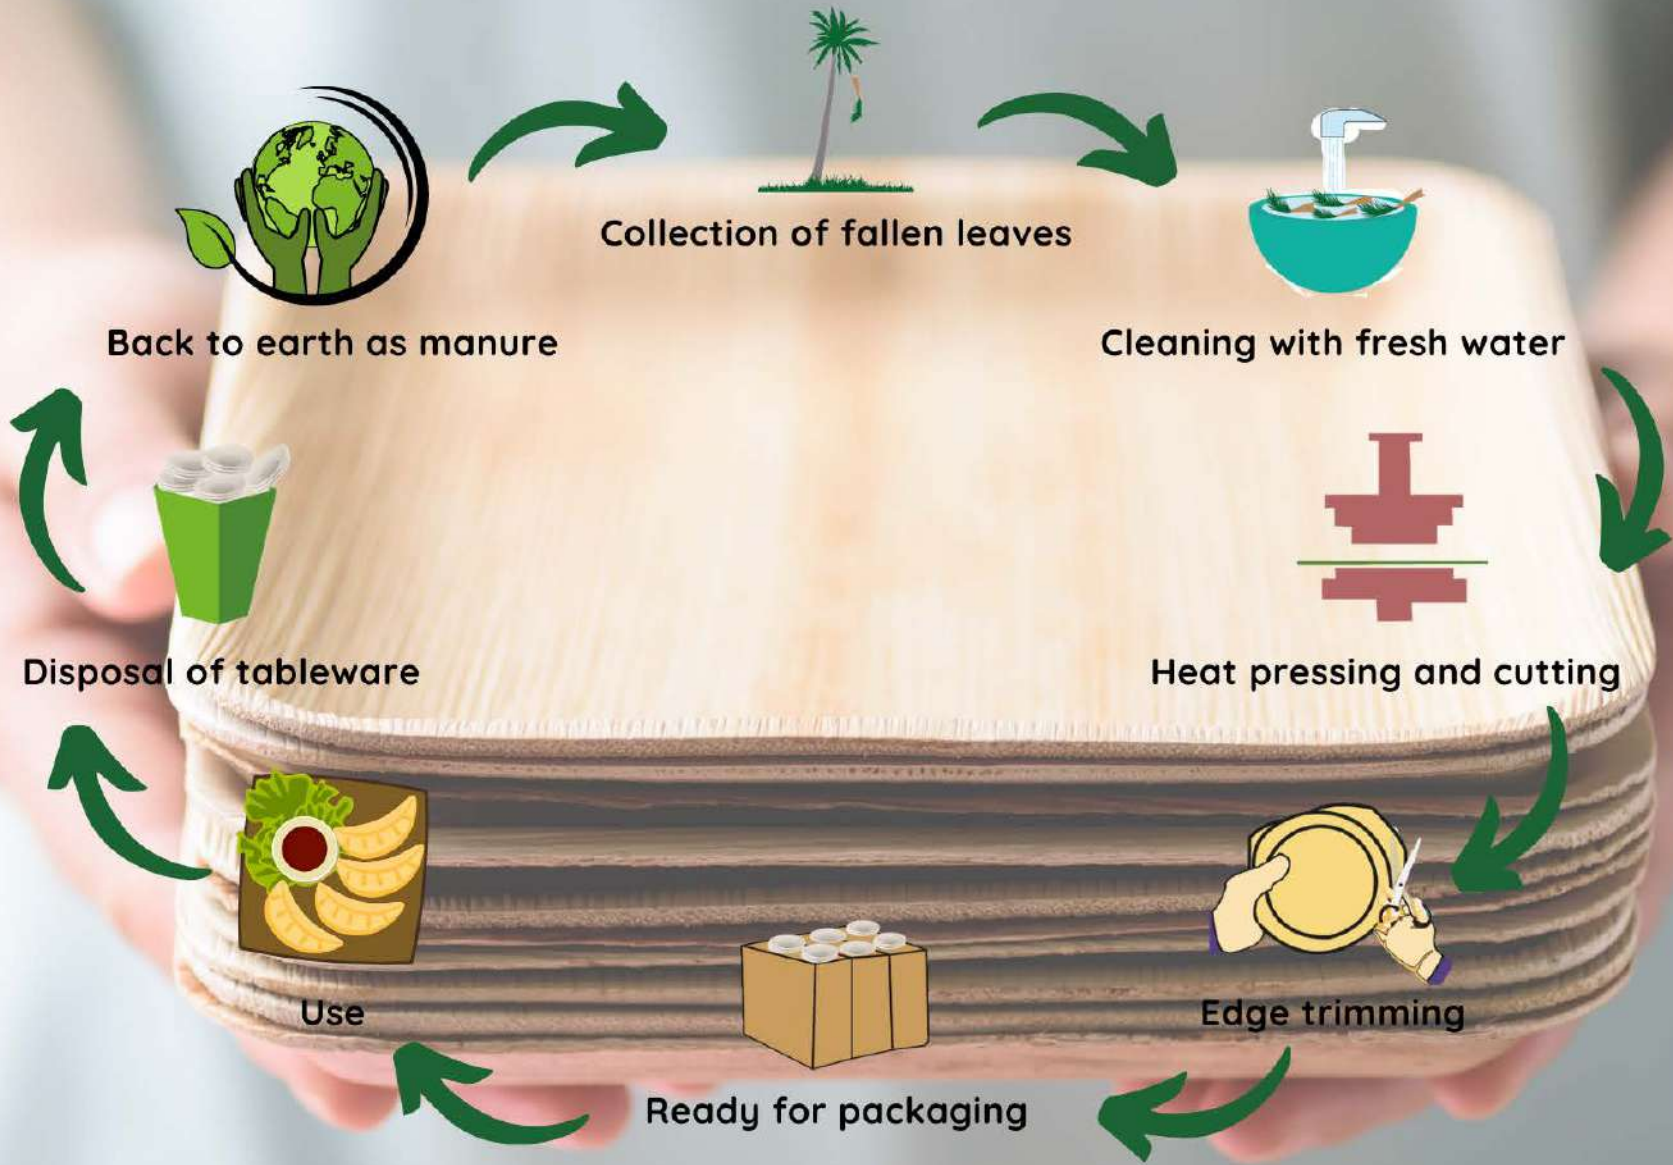 Collection of fallen leaves
Cleaning with fresh water
Heat pressing and cutting
Edge trimming
Ready for packaging
Use
Disposal of tableware
Back to earth as manure